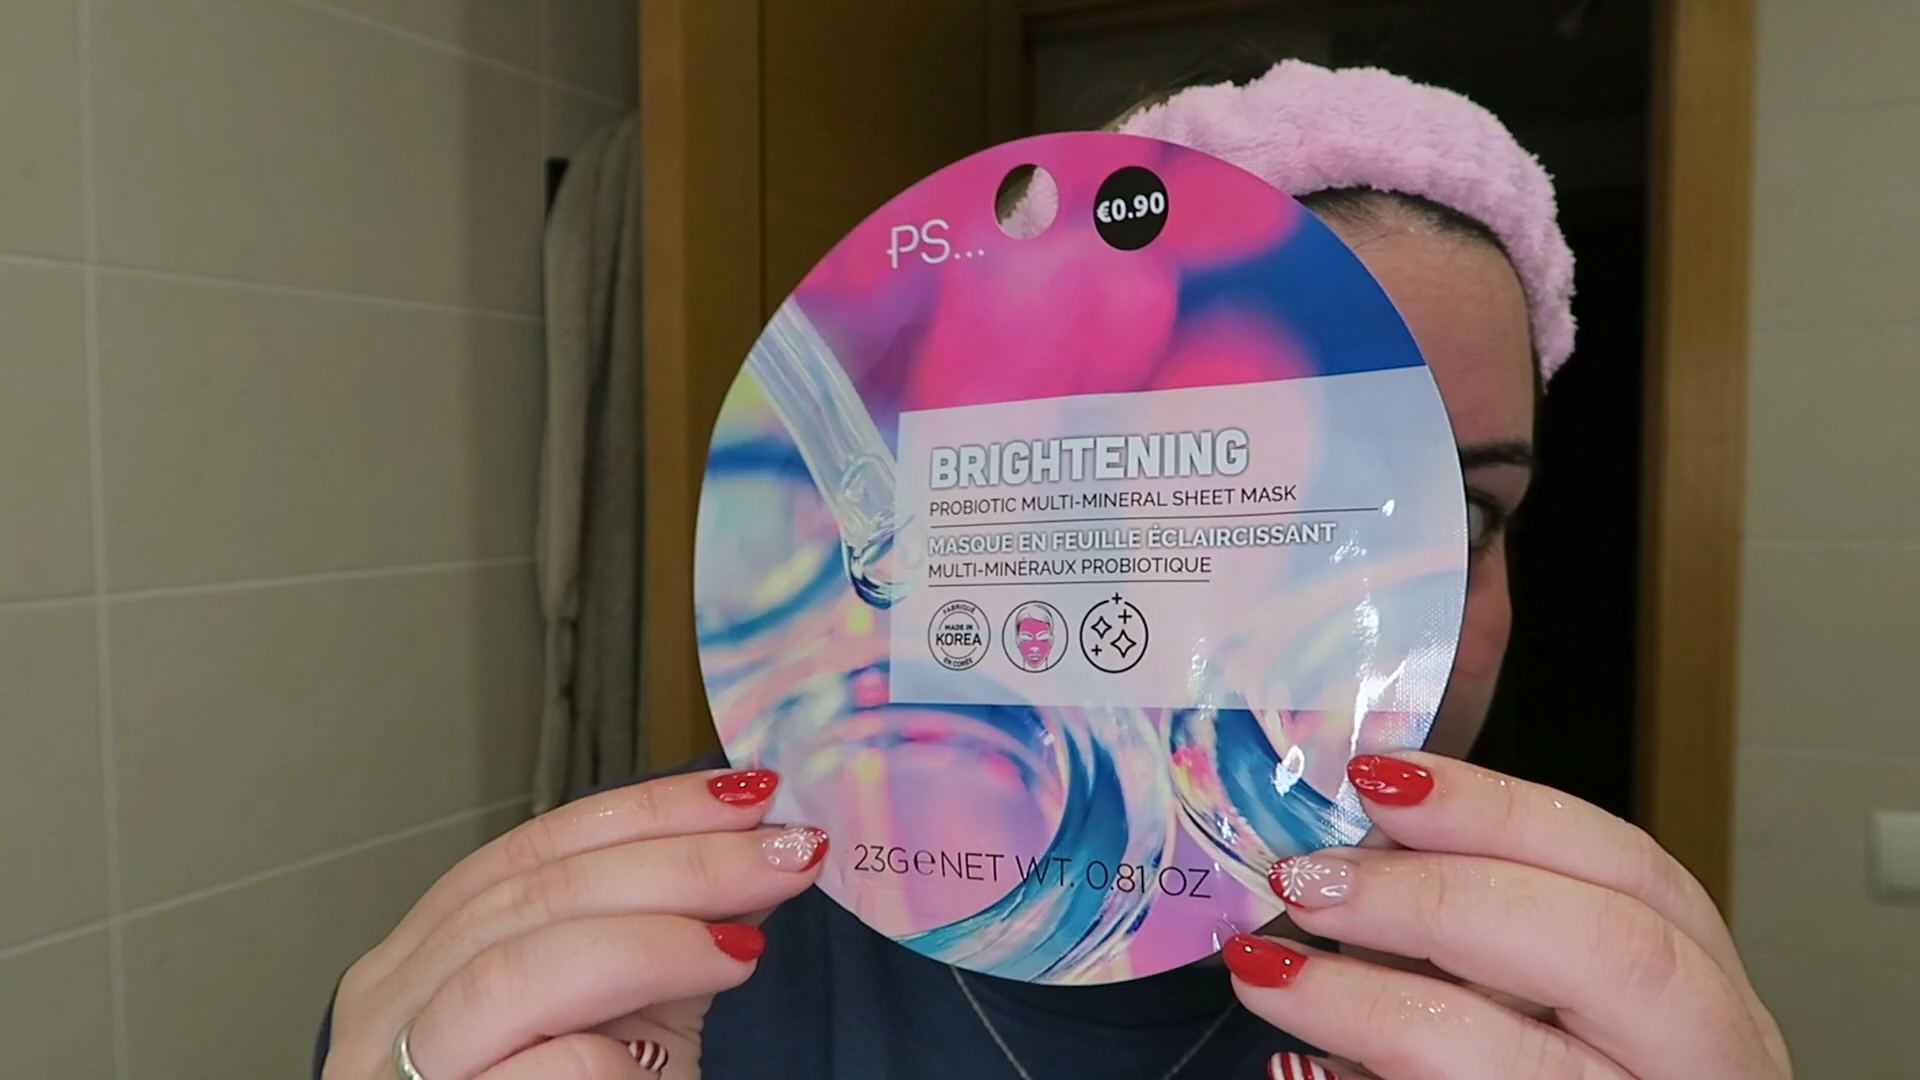 PS...
€0.90
BRIGHTENING
PROBIOTIC MULTI-MINERAL SHEET MASK
MASQUE EN FEUILLE ÉCLAIRCISSANT
MULTI-MINÉRAUX PROBIOTIQUE
FABRIQUÉ
MADE IN
KOREA
EN CORÉE
23G℮NET WT. 0.81 OZ